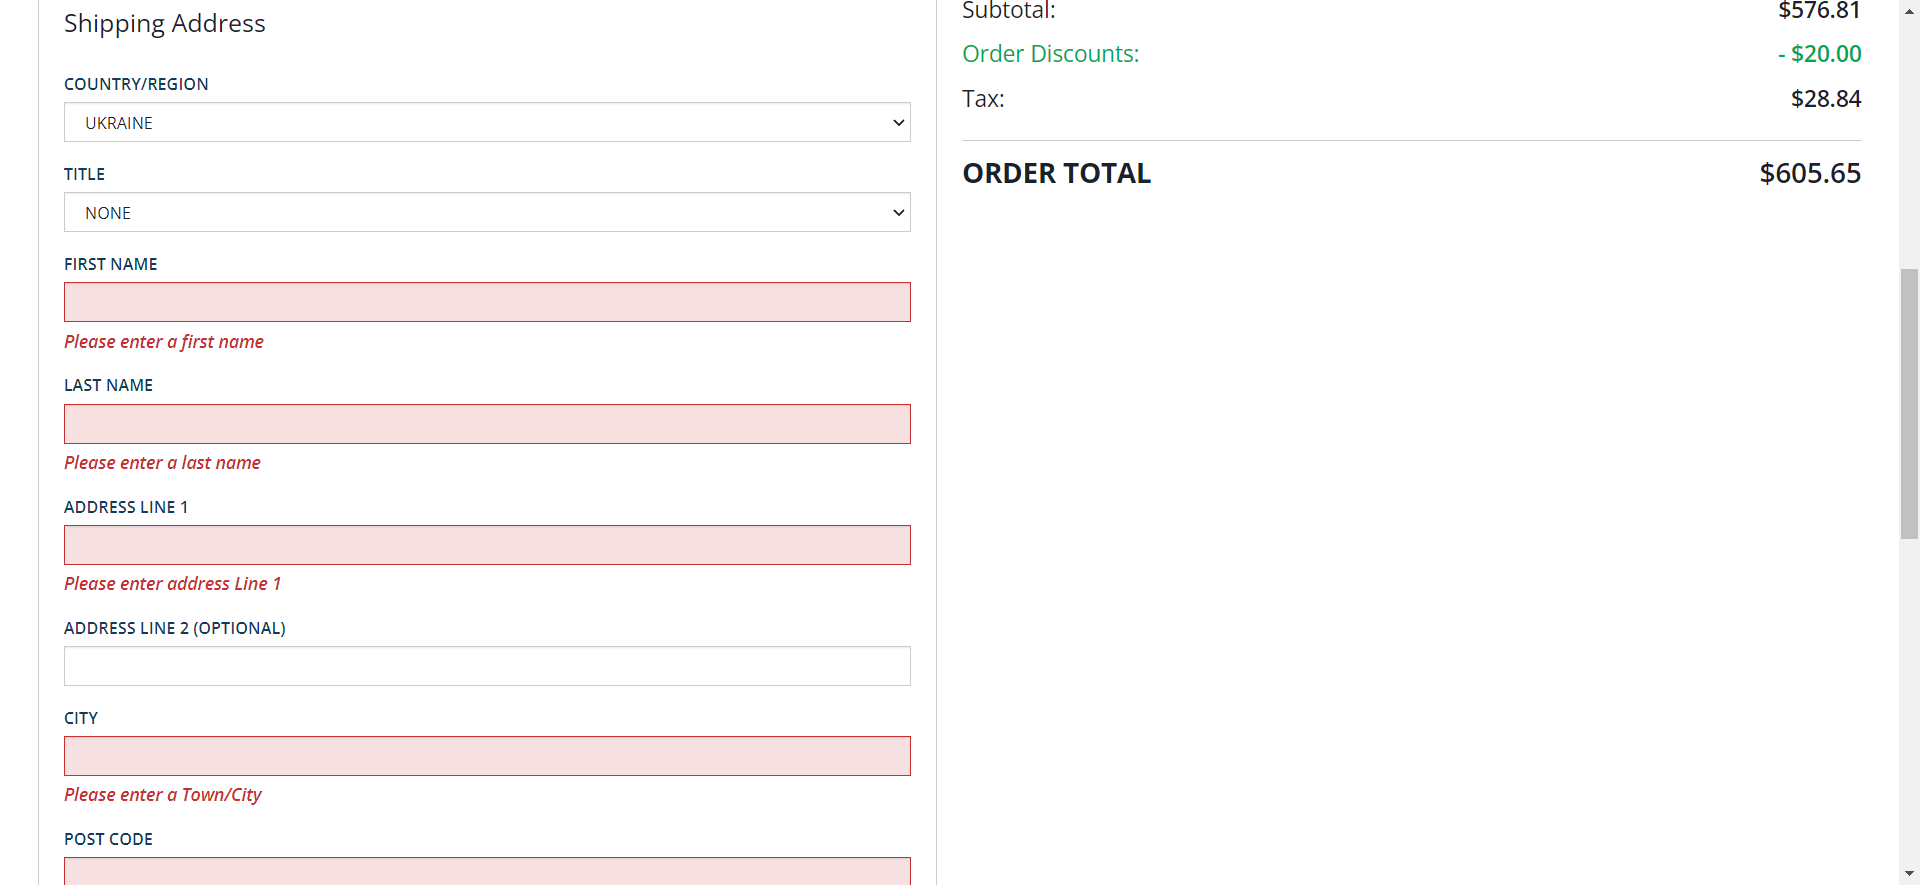 Shipping Address
COUNTRY/REGION
UKRAINE
TITLE
NONE
FIRST NAME
Please enter a first name
LAST NAME
Please enter a last name
ADDRESS LINE 1
Please enter address Line 1
ADDRESS LINE 2 (OPTIONAL)
CITY
Please enter a Town/City
POST CODE
Subtotal: $576.81
Order Discounts: - $20.00
Tax: $28.84
ORDER TOTAL $605.65